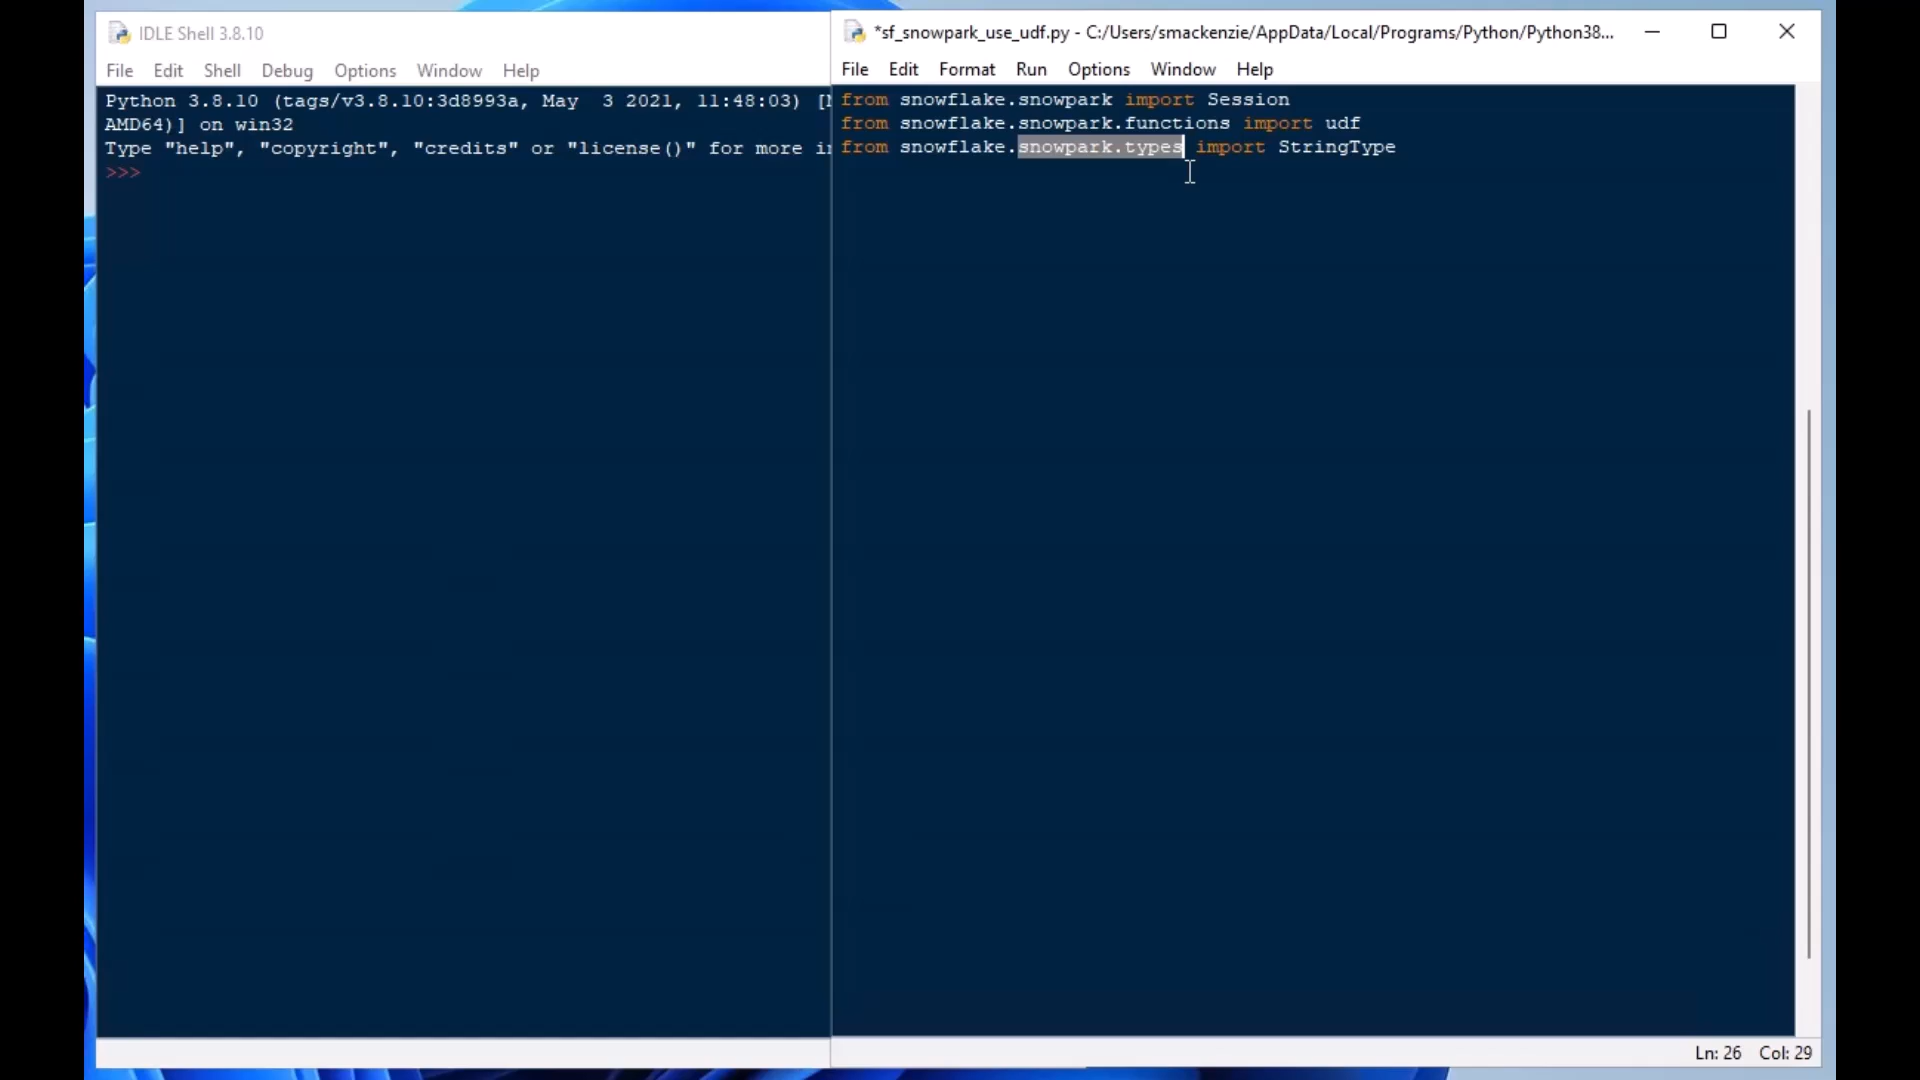 IDLE Shell 3.8.10
File Edit Shell Debug Options Window Help
Python 3.8.10 (tags/v3.8.10:3d8993a, May  3 2021, 11:48:03) [
AMD64)] on win32
Type "help", "copyright", "credits" or "license()" for more
>>>
*sf_snowpark_use_udf.py - C:/Users/smackenzie/AppData/Local/Programs/Python/Python38...
File Edit Format Run Options Window Help
from snowflake.snowpark import Session
from snowflake.snowpark.functions import udf
from snowflake.snowpark.types import StringType
Ln: 26 Col: 29